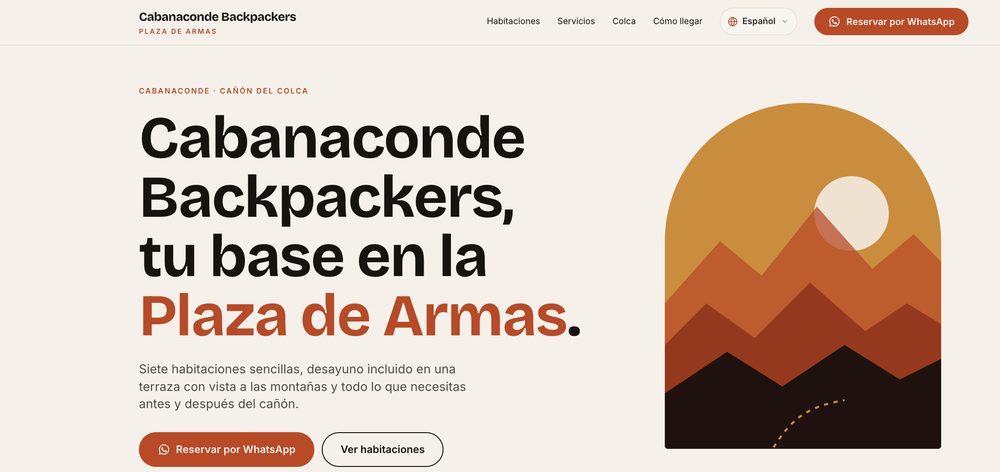 Cabanaconde Backpackers
PLAZA DE ARMAS
Habitaciones
Servicios
Colca
Cómo llegar
Español
Reservar por WhatsApp
CABANACONDE · CAÑÓN DEL COLCA
Cabanaconde
Backpackers,
tu base en la
Plaza de Armas.
Siete habitaciones sencillas, desayuno incluido en una
terraza con vista a las montañas y todo lo que necesitas
antes y después del cañón.
Reservar por WhatsApp
Ver habitaciones